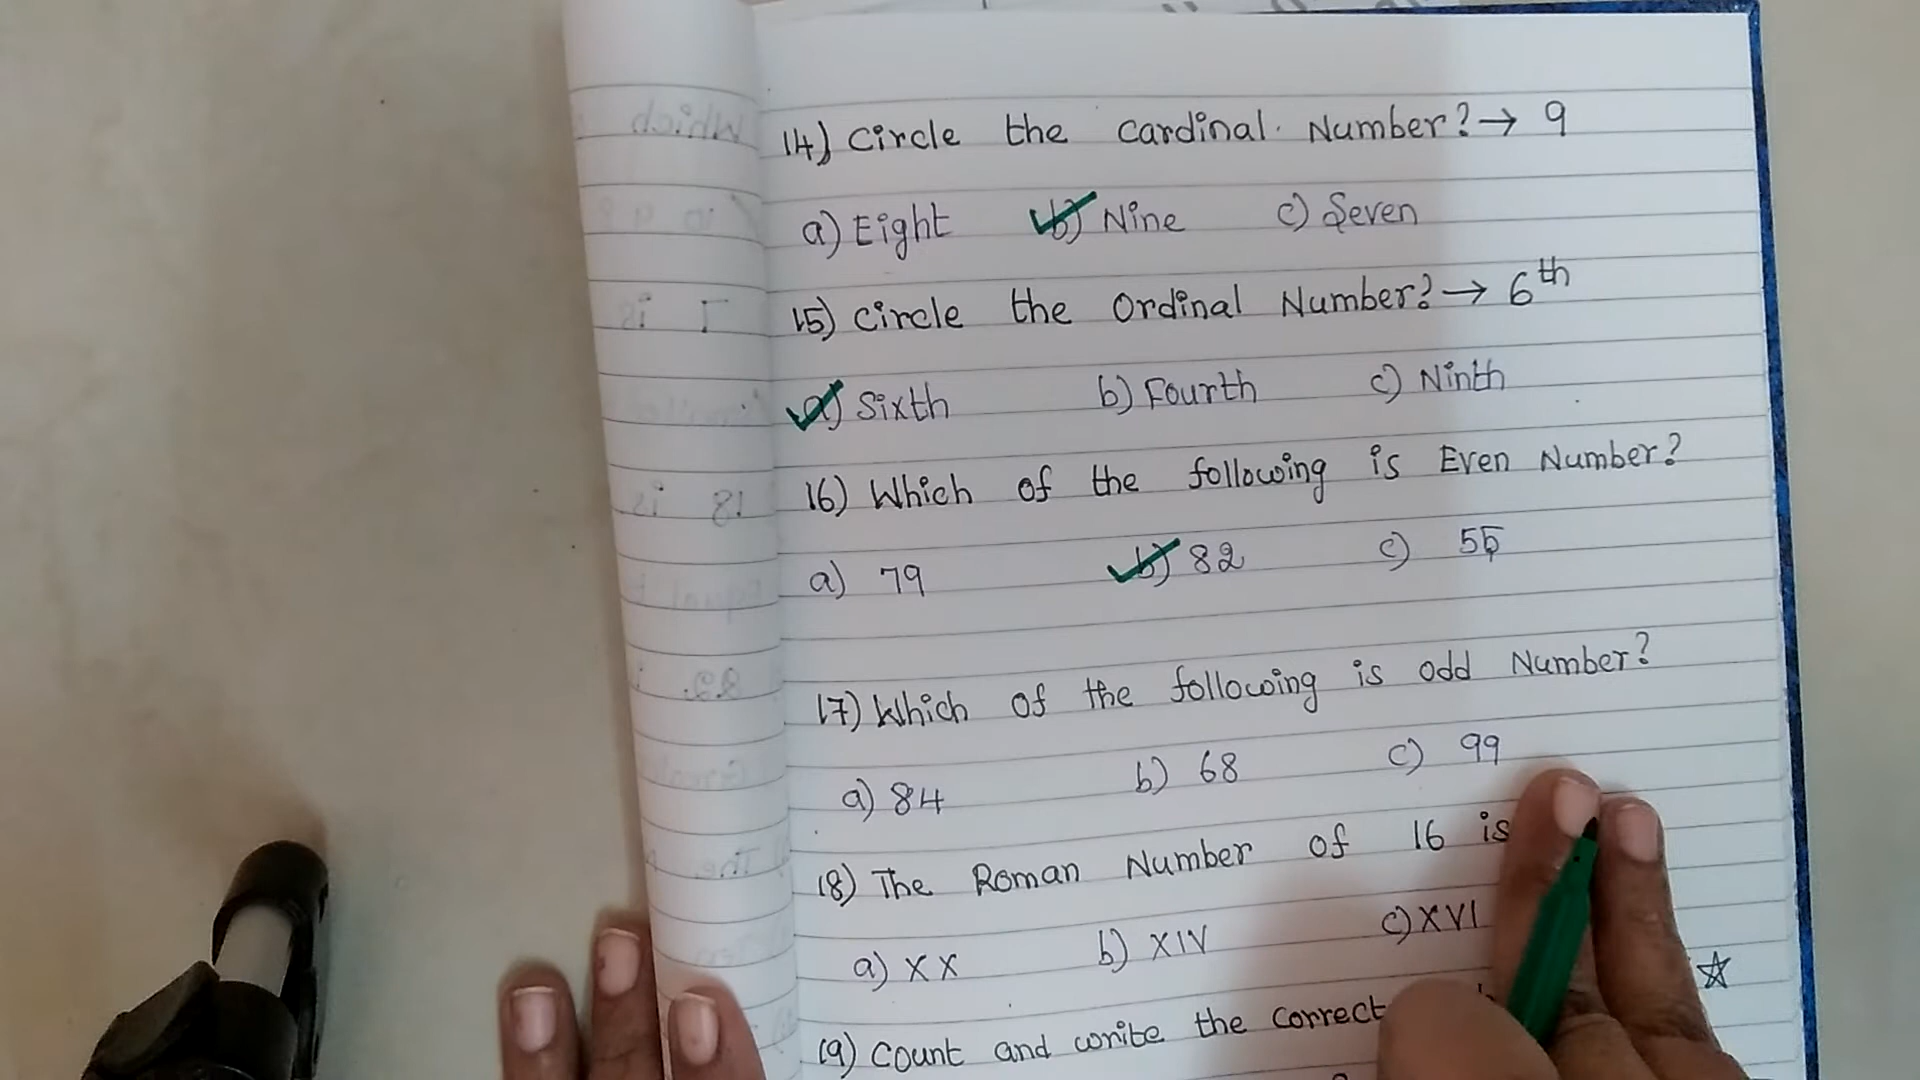 14) Circle the Cardinal Number? → 9
a) Eight b) Nine c) Seven
15) Circle the Ordinal Number? → 6th
a) Sixth b) Fourth c) Ninth
16) Which of the following is Even Number?
a) 79 b) 82 c) 55
17) Which of the following is odd Number?
a) 84 b) 68 c) 99
18) The Roman Number of 16 is
a) XX b) XIV c) XVI
19) Count and write the correct